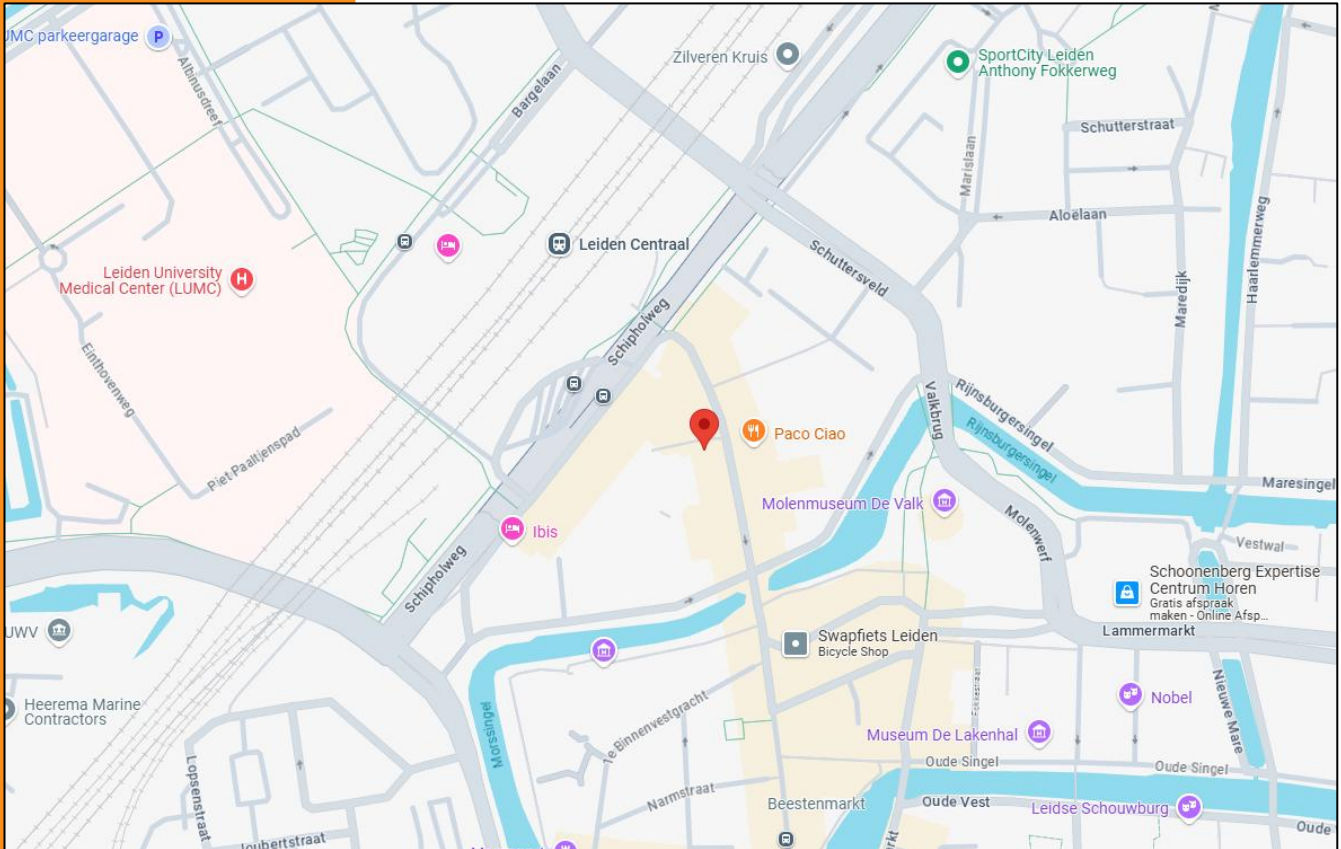 UMC parkeergarage
P
Albinusdreef
Bargelaan
Zilveren Kruis
SportCity Leiden
Anthony Fokkerweg
Schutterstraat
Marislaan
Aloëlaan
Haarlemmerweg
Maredijk
Leiden Centraal
Schuttersveld
Leiden University
Medical Center (LUMC)
H
Schipholweg
Einthovenweg
Valkbrug
Rijnsburgersingel
Rijnsburgersingel
Paco Ciao
Piet Paaltjenspad
Maresingel
Molenmuseum De Valk
Molenwerf
Ibis
Vestwal
Schipholweg
Schoonenberg Expertise
Centrum Horen
Gratis afspraak
maken - Online Afsp...
UWV
Lammermarkt
Swapfiets Leiden
Bicycle Shop
Heerema Marine
Contractors
Morssingel
1e Binnenvestgracht
Nobel
Nieuwe Mare
Museum De Lakenhal
Oude Singel
Oude Singel
Lopsenstraat
Narmstraat
Beestenmarkt
Oude Vest
Leidse Schouwburg
Oude
Joubertstraat